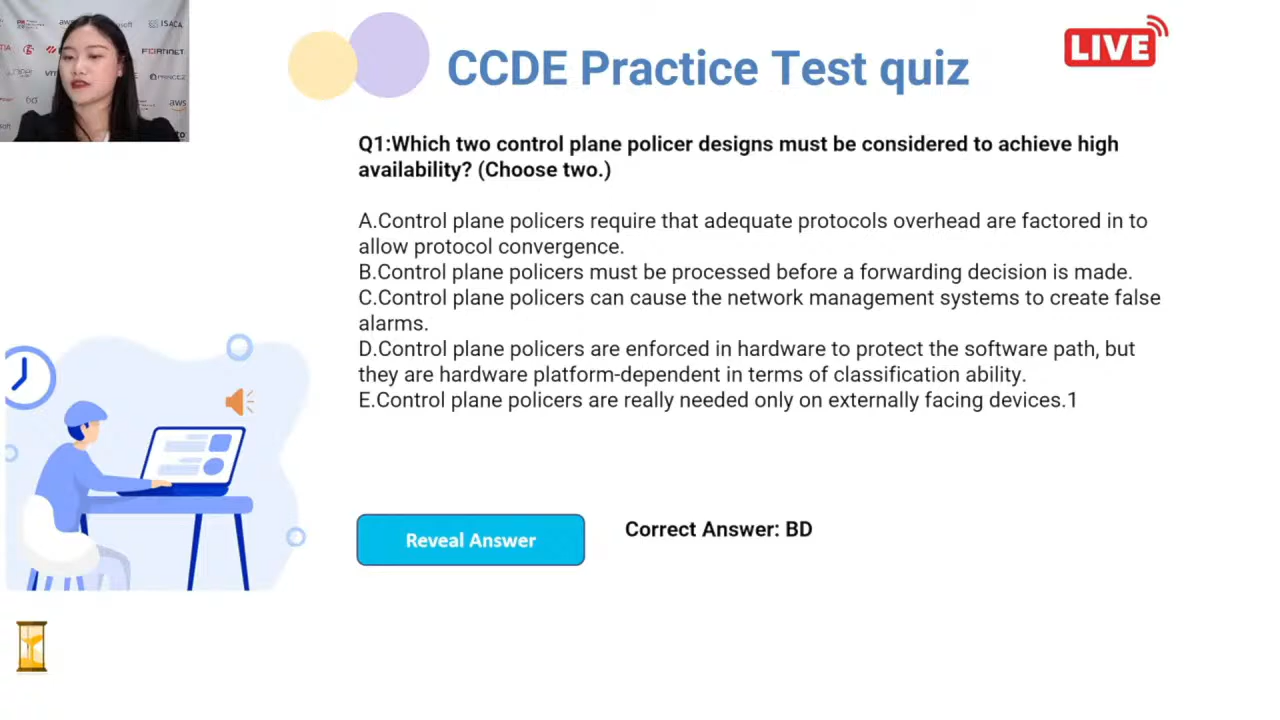 ISACA
FORTINET
aws
CCDE Practice Test quiz
LIVE
Q1:Which two control plane policer designs must be considered to achieve high
availability? (Choose two.)
A.Control plane policers require that adequate protocols overhead are factored in to
allow protocol convergence.
B.Control plane policers must be processed before a forwarding decision is made.
C.Control plane policers can cause the network management systems to create false
alarms.
D.Control plane policers are enforced in hardware to protect the software path, but
they are hardware platform-dependent in terms of classification ability.
E.Control plane policers are really needed only on externally facing devices.1
Reveal Answer
Correct Answer: BD